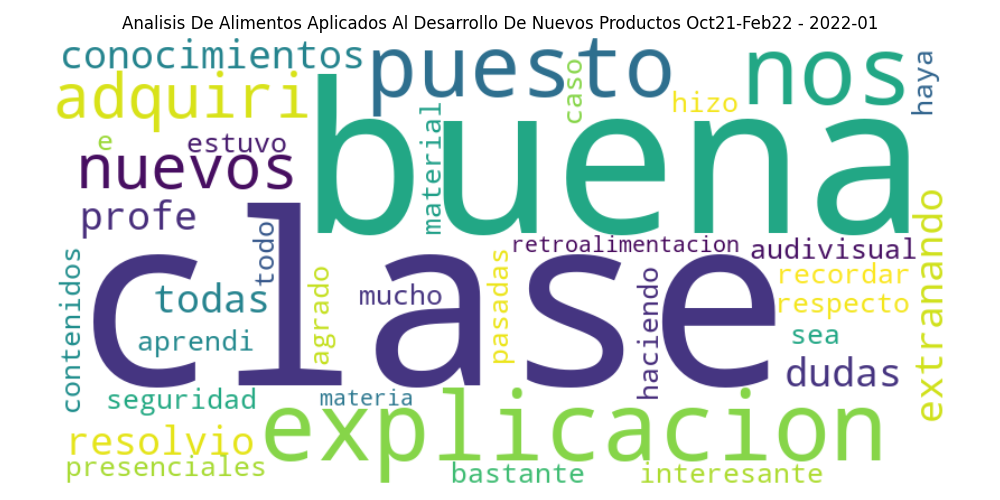 Analisis De Alimentos Aplicados Al Desarrollo De Nuevos Productos Oct21-Feb22 - 2022-01
conocimientos
puesto
nos
adquiri
caso
hizo
haya
buena
material
e
estuvo
nuevos
profe
todo
retroalimentacion
audivisual
extranando
clase
contenidos
todas
mucho
pasadas
recordar
respecto
agrado
haciendo
aprendi
sea
dudas
seguridad
materia
explicacion
resolvio
presenciales
bastante
interesante